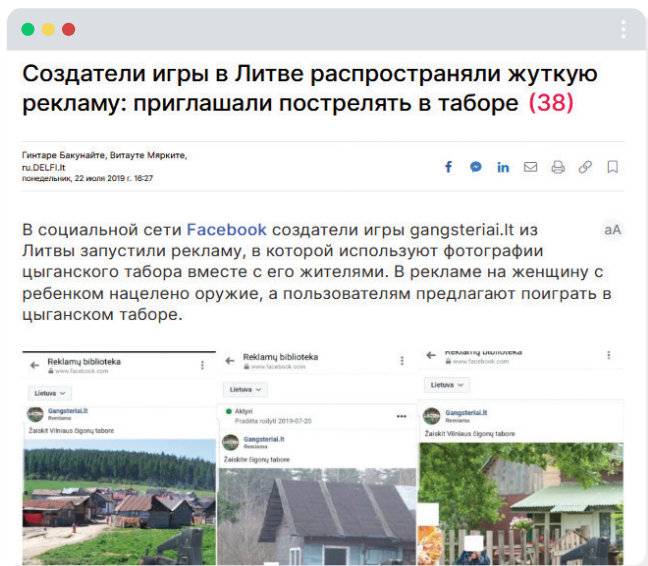 Создатели игры в Литве распространяли жуткую
рекламу: приглашали пострелять в таборе (38)
Гинтаре Бакунайте, Витауте Мярките,
ru.DELFI.lt
понедельник, 22 июля 2019 г. 16:27
В социальной сети Facebook создатели игры gangsteriai.lt из
аА
Литвы запустили рекламу, в которой используют фотографии
цыганского табора вместе с его жителями. В рекламе на женщину с
ребенком нацелено оружие, а пользователям предлагают поиграть в
цыганском таборе.
Reklamų biblioteka
www.facebook.com
Lietuva
Gangsteriai.lt
Remiama
Žaiskit Vilniaus čigonų tabore
Reklamų biblioteka
www.facebook.com
Lietuva
Aktyvi
Pradėta rodyti 2019-07-20
Gangsteriai.lt
Remiama
Žaiskite čigonų tabore
Reklamų biblioteka
www.facebook.com
Lietuva
Gangsteriai.lt
Remiama
Žaiskit Vilniaus čigonų tabore